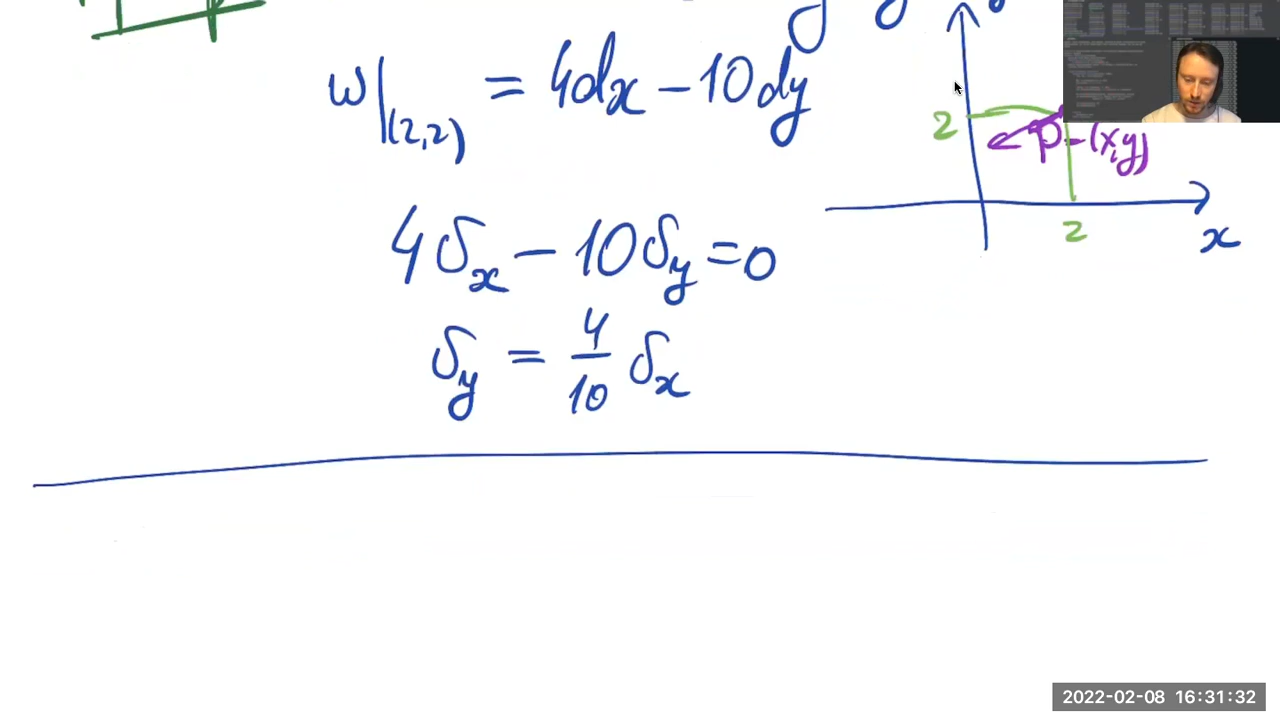 ω|(2,2) = 4dx − 10dy
4δx − 10δy = 0
δy = 4/10 δx
2
p = (x,y)
2
x
2022-02-08 16:31:32